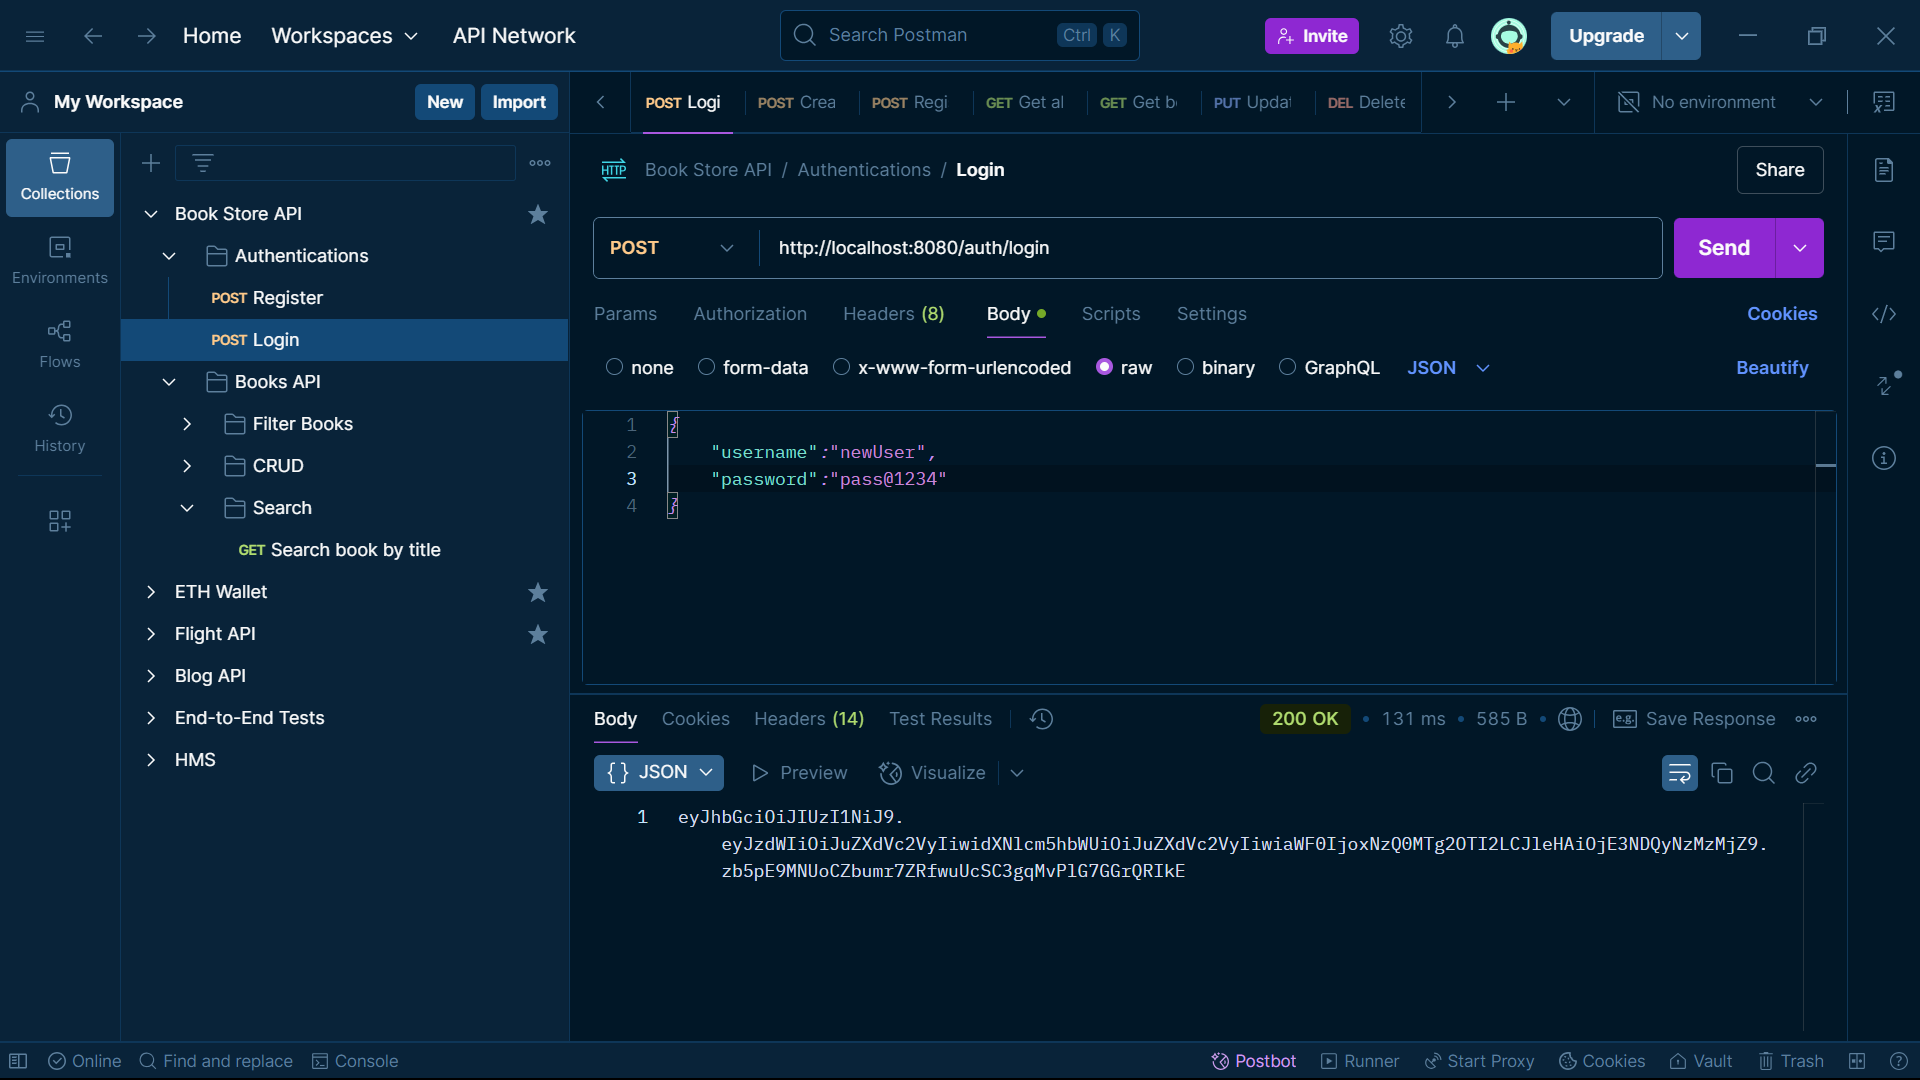 Home Workspaces API Network Search Postman Ctrl K Invite Upgrade
My Workspace New Import
POST Logi POST Crea POST Regi GET Get al GET Get b POST PUT Updat DEL Delete No environment
Collections
Environments
Flows
History
Book Store API
Authentications
POST Register
POST Login
Books API
Filter Books
CRUD
Search
GET Search book by title
ETH Wallet
Flight API
Blog API
End-to-End Tests
HMS
HTTP Book Store API / Authentications / Login Share
POST http://localhost:8080/auth/login Send
Params Authorization Headers (8) Body Scripts Settings Cookies
none form-data x-www-form-urlencoded raw binary GraphQL JSON Beautify
1 {
2 "username":"newUser",
3 "password":"pass@1234"
4 }
Body Cookies Headers (14) Test Results 200 OK • 131 ms • 585 B • e.g. Save Response
{} JSON Preview Visualize
1 eyJhbGciOiJIUzI1NiJ9.
eyJzdWIiOiJuZXdVc2VyIiwidXNlcm5hbWUiOiJuZXdVc2VyIiwiaWF0IjoxNzQ0MTg2OTI2LCJleHAiOjE3NDQyNzMzMjZ9.
zb5pE9MNUoCZbumr7ZRfwuUcSC3gqMvPlG7GGrQRIkE
Online Find and replace Console Postbot Runner Start Proxy Cookies Vault Trash